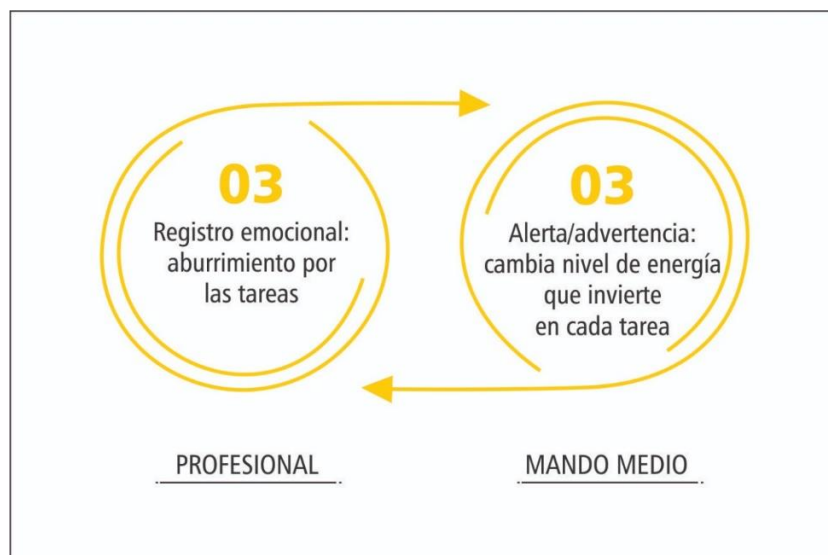 03
Registro emocional:
aburrimiento por
las tareas
03
Alerta/advertencia:
cambia nivel de energía
que invierte
en cada tarea
PROFESIONAL
MANDO MEDIO